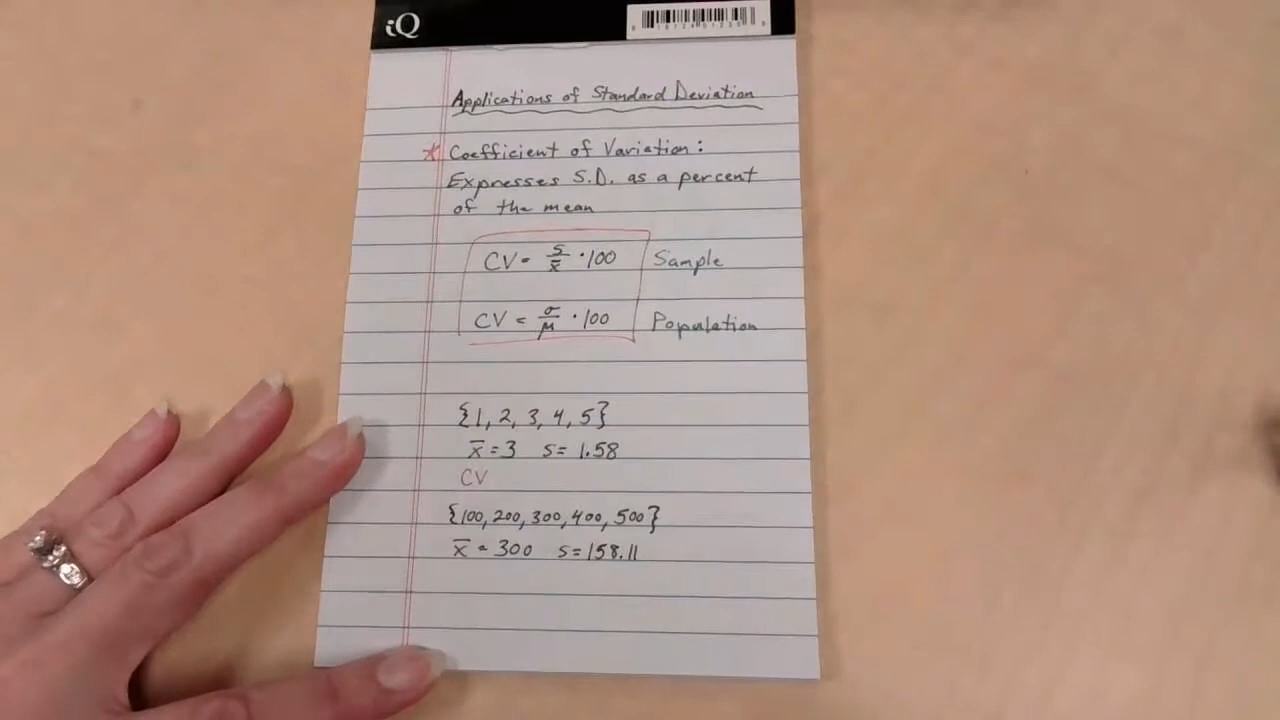 iQ
Applications of Standard Deviation
* Coefficient of Variation:
Expresses S.D. as a percent
of the mean
CV = s/x̄ · 100 Sample
CV = σ/μ · 100 Population
{1, 2, 3, 4, 5}
x̄ = 3 s = 1.58
CV
{100, 200, 300, 400, 500}
x̄ = 300 s = 158.11